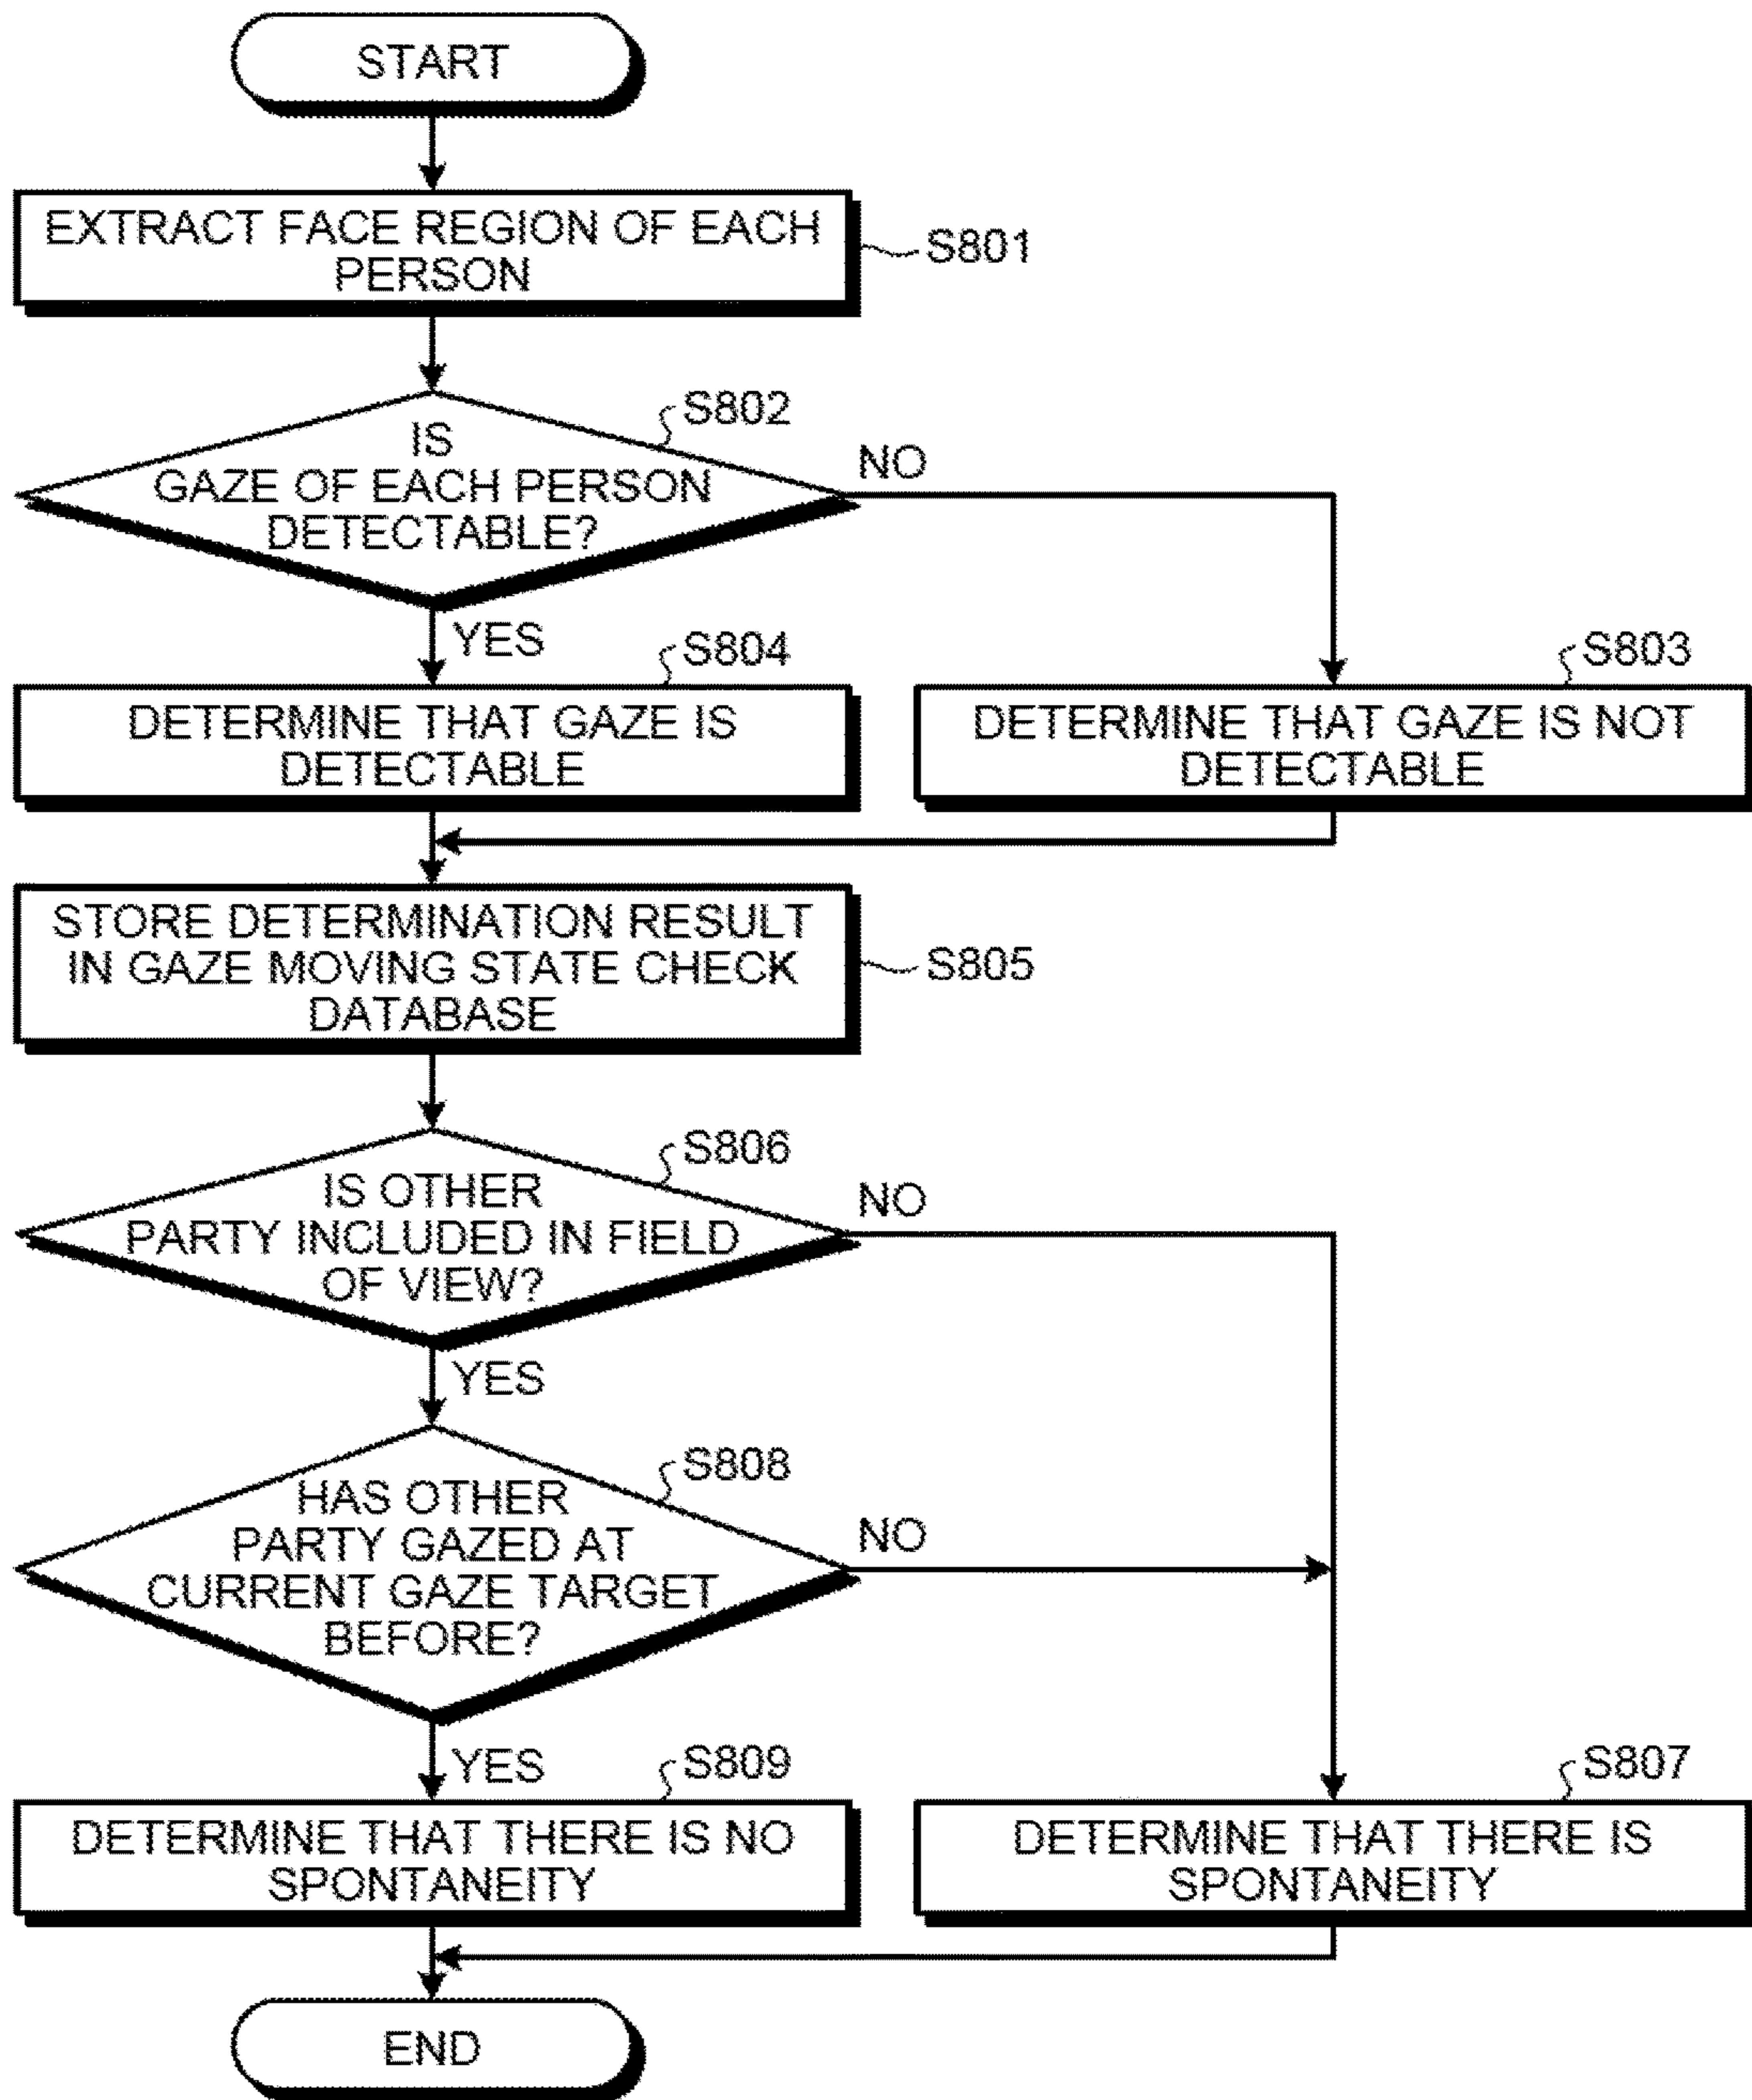 START
EXTRACT FACE REGION OF EACH
PERSON
S801
S802
IS
GAZE OF EACH PERSON
DETECTABLE?
NO
YES
S804
DETERMINE THAT GAZE IS
DETECTABLE
S803
DETERMINE THAT GAZE IS NOT
DETECTABLE
STORE DETERMINATION RESULT
IN GAZE MOVING STATE CHECK
DATABASE
S805
S806
IS OTHER
PARTY INCLUDED IN FIELD
OF VIEW?
NO
YES
S808
HAS OTHER
PARTY GAZED AT
CURRENT GAZE TARGET
BEFORE?
NO
YES
S809
DETERMINE THAT THERE IS NO
SPONTANEITY
S807
DETERMINE THAT THERE IS
SPONTANEITY
END